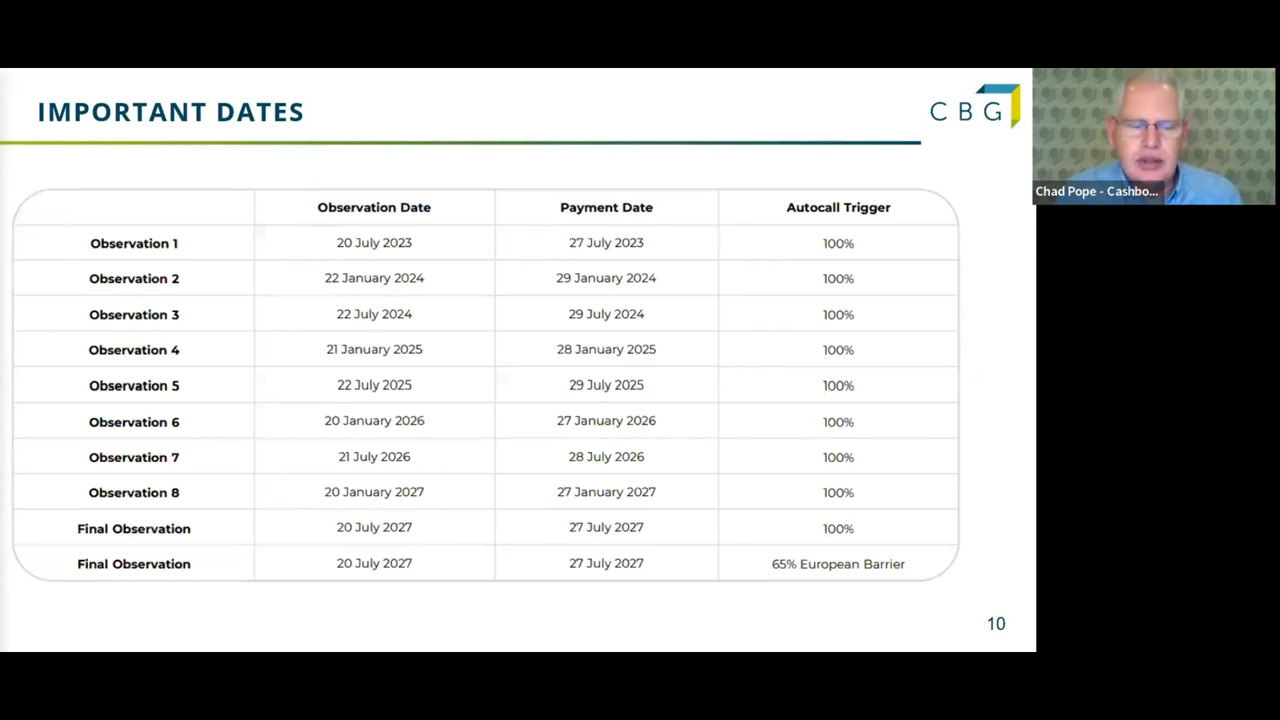 IMPORTANT DATES
CBG
Chad Pope - Cashbo...
Observation Date Payment Date Autocall Trigger
Observation 1 20 July 2023 27 July 2023 100%
Observation 2 22 January 2024 29 January 2024 100%
Observation 3 22 July 2024 29 July 2024 100%
Observation 4 21 January 2025 28 January 2025 100%
Observation 5 22 July 2025 29 July 2025 100%
Observation 6 20 January 2026 27 January 2026 100%
Observation 7 21 July 2026 28 July 2026 100%
Observation 8 20 January 2027 27 January 2027 100%
Final Observation 20 July 2027 27 July 2027 100%
Final Observation 20 July 2027 27 July 2027 65% European Barrier
10